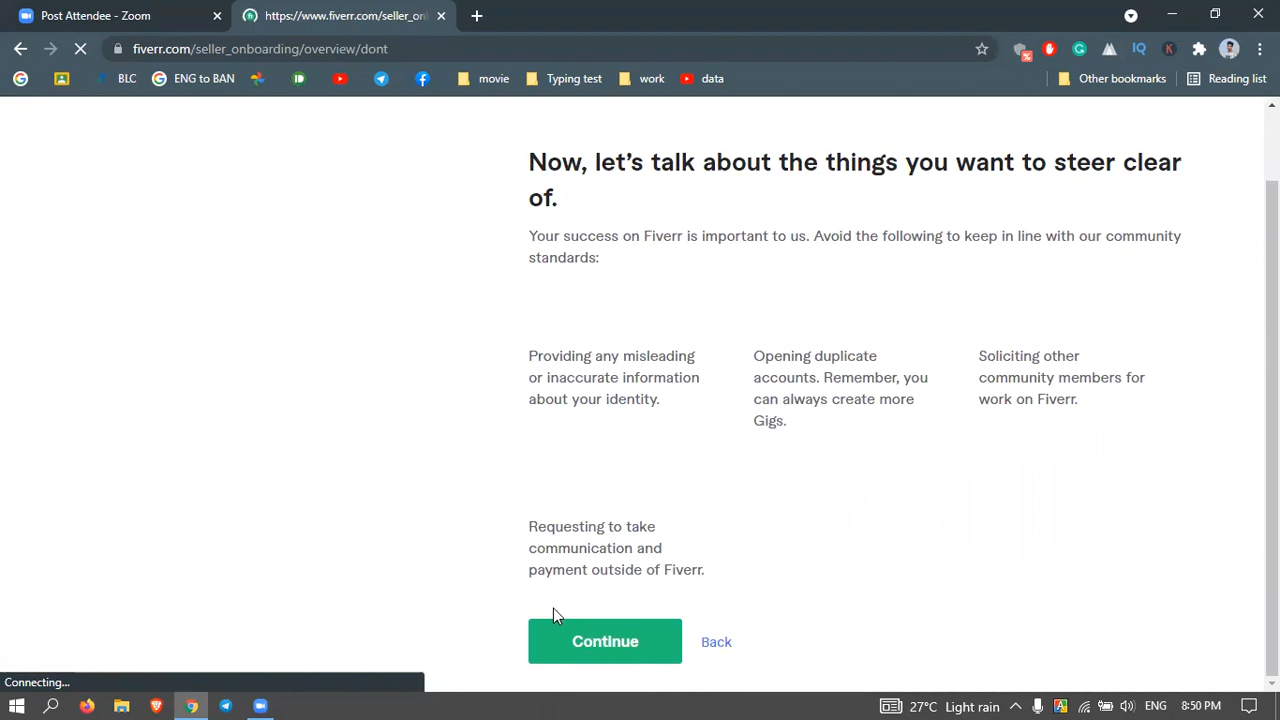 Post Attendee - Zoom
https://www.fiverr.com/seller_on
fiverr.com/seller_onboarding/overview/dont
BLC
ENG to BAN
movie
Typing test
work
data
Other bookmarks
Reading list
Now, let's talk about the things you want to steer clear
of.
Your success on Fiverr is important to us. Avoid the following to keep in line with our community
standards:
Providing any misleading
or inaccurate information
about your identity.
Opening duplicate
accounts. Remember, you
can always create more
Gigs.
Soliciting other
community members for
work on Fiverr.
Requesting to take
communication and
payment outside of Fiverr.
Continue
Back
Connecting...
27°C Light rain
ENG
8:50 PM